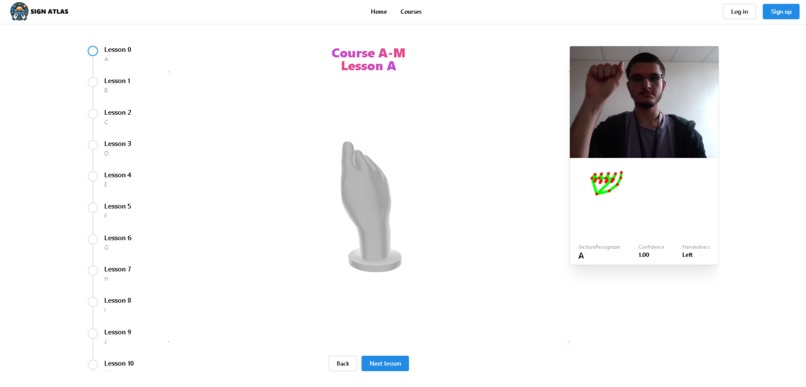 SIGN ATLAS
Home
Courses
Log in
Sign up
Lesson 0
A
Lesson 1
B
Lesson 2
C
Lesson 3
D
Lesson 4
E
Lesson 5
F
Lesson 6
G
Lesson 7
H
Lesson 8
I
Lesson 9
J
Lesson 10
Course A-M
Lesson A
Back
Next lesson
GestureRecognizer
A
Confidence
1.00
Handedness
Left